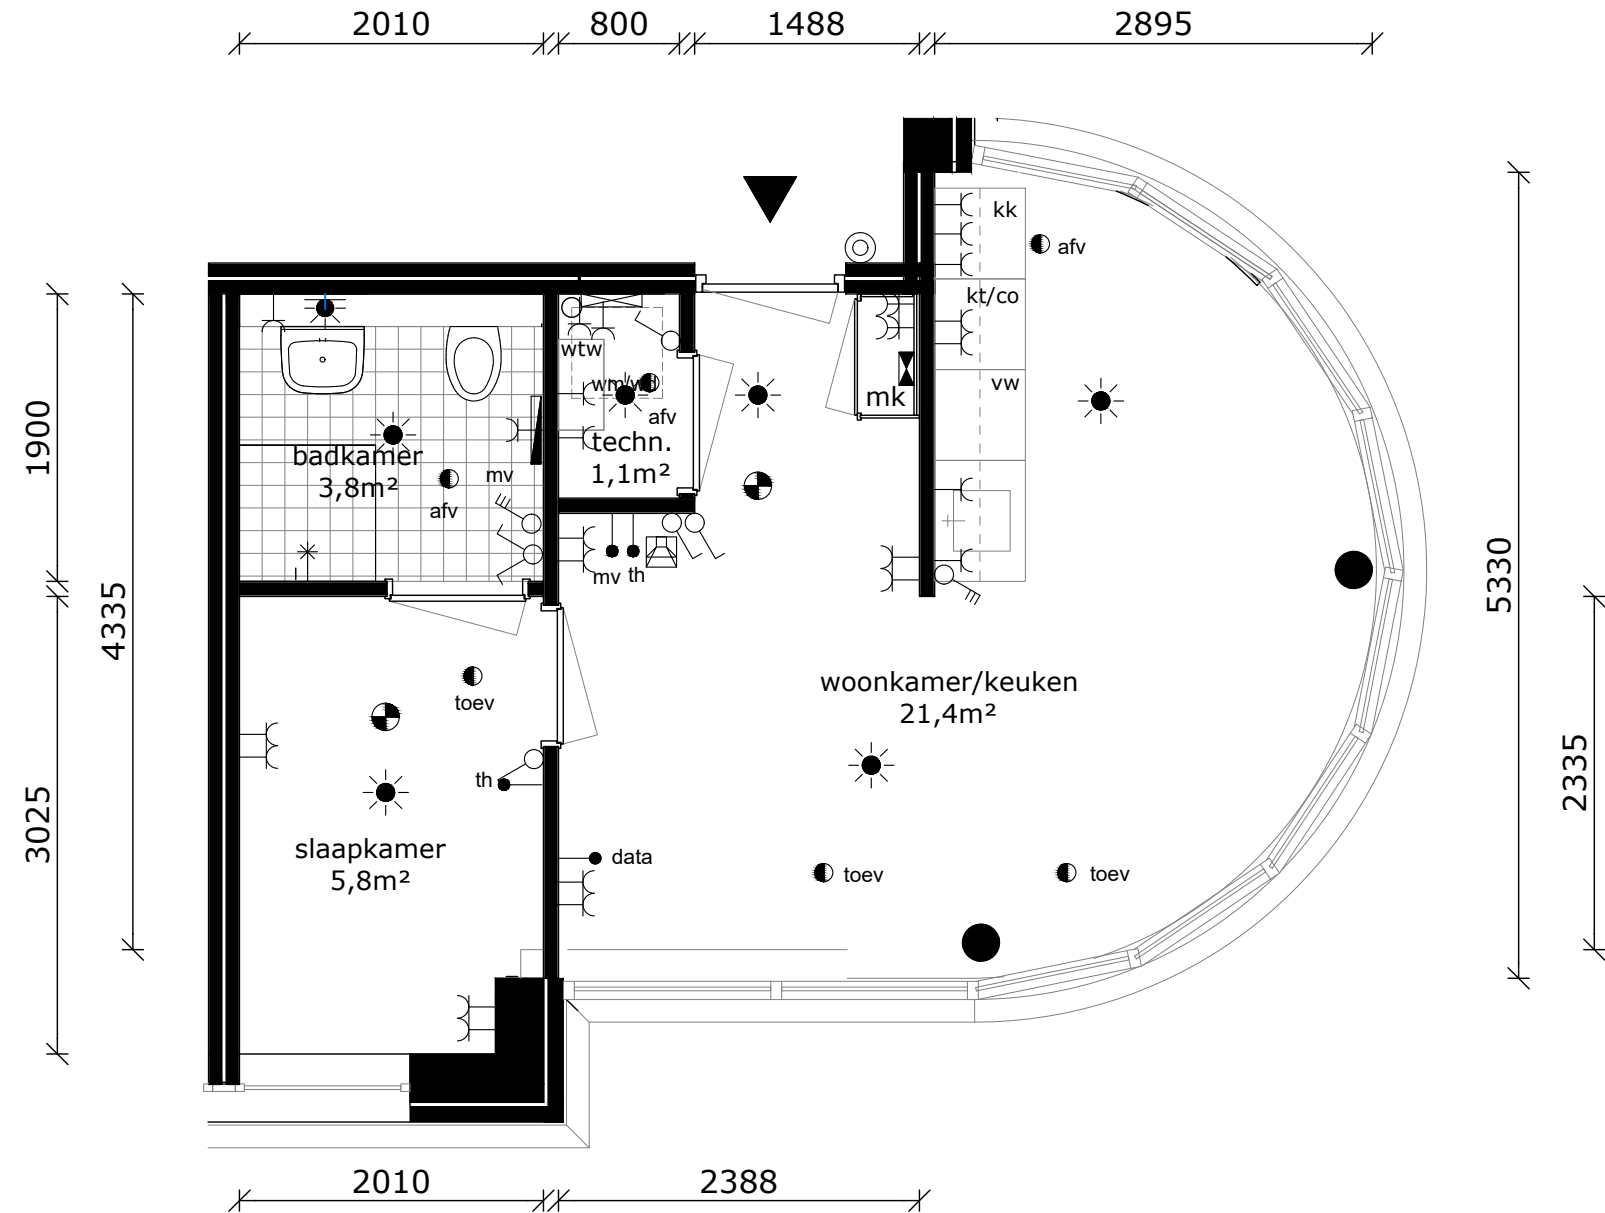 2010
800
1488
2895
kk
afv
kt/co
wtw
wm/wd
vw
afv
mk
techn.
1,1m²
badkamer
3,8m²
mv
afv
mv
th
1900
4335
5330
toev
woonkamer/keuken
21,4m²
2335
th
3025
slaapkamer
5,8m²
data
toev
toev
2010
2388